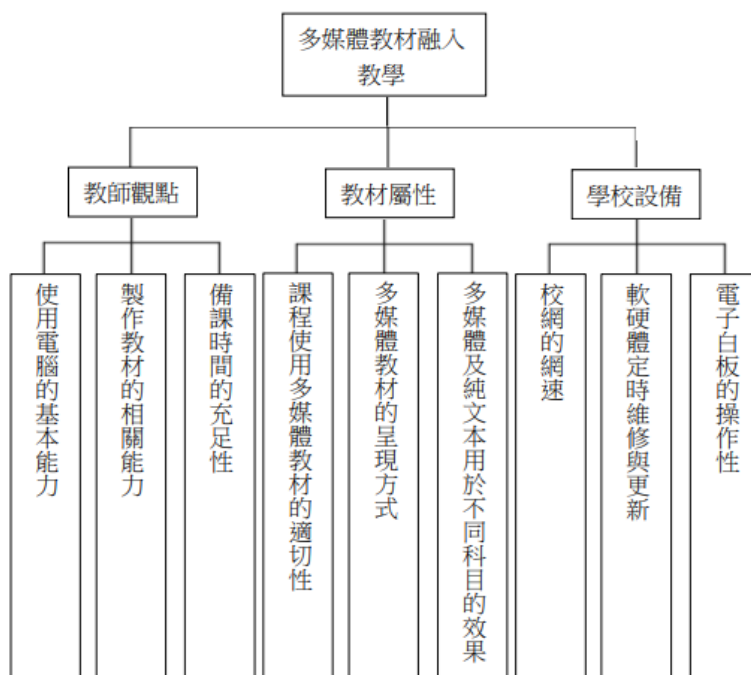 多媒體教材融入
教學
教師觀點
教材屬性
學校設備
使用電腦的基本能力
製作教材的相關能力
備課時間的充足性
課程使用多媒體教材的適切性
多媒體教材的呈現方式
多媒體及純文本用於不同科目的效果
校網的網速
軟硬體定時維修與更新
電子白板的操作性